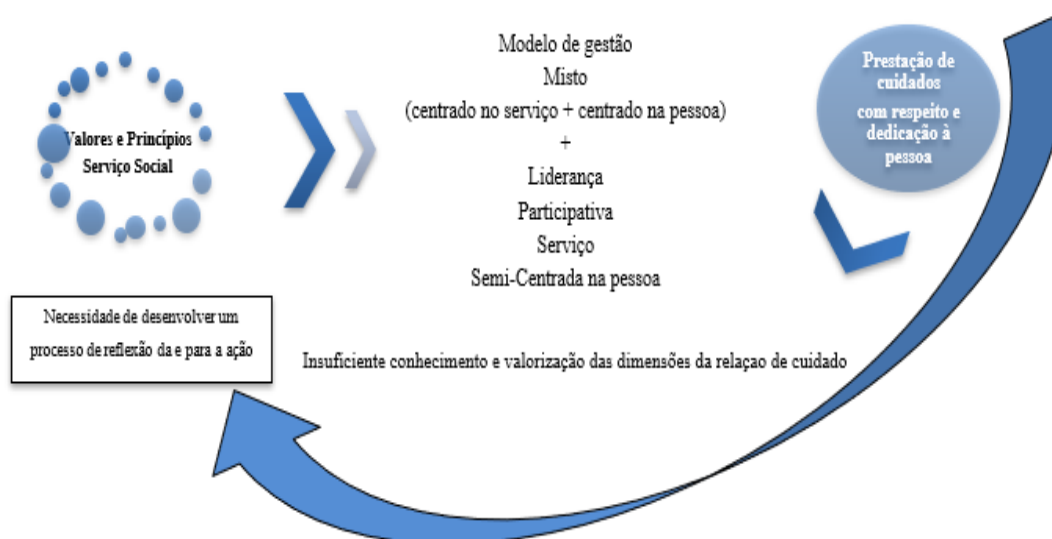 Valores e Princípios
Serviço Social
Modelo de gestão
Misto
(centrado no serviço + centrado na pessoa)
+
Liderança
Participativa
Serviço
Semi-Centrada na pessoa
Prestação de
cuidados
com respeito e
dedicação à
pessoa
Necessidade de desenvolver um
processo de reflexão da e para a ação
Insuficiente conhecimento e valorização das dimensões da relaçao de cuidado